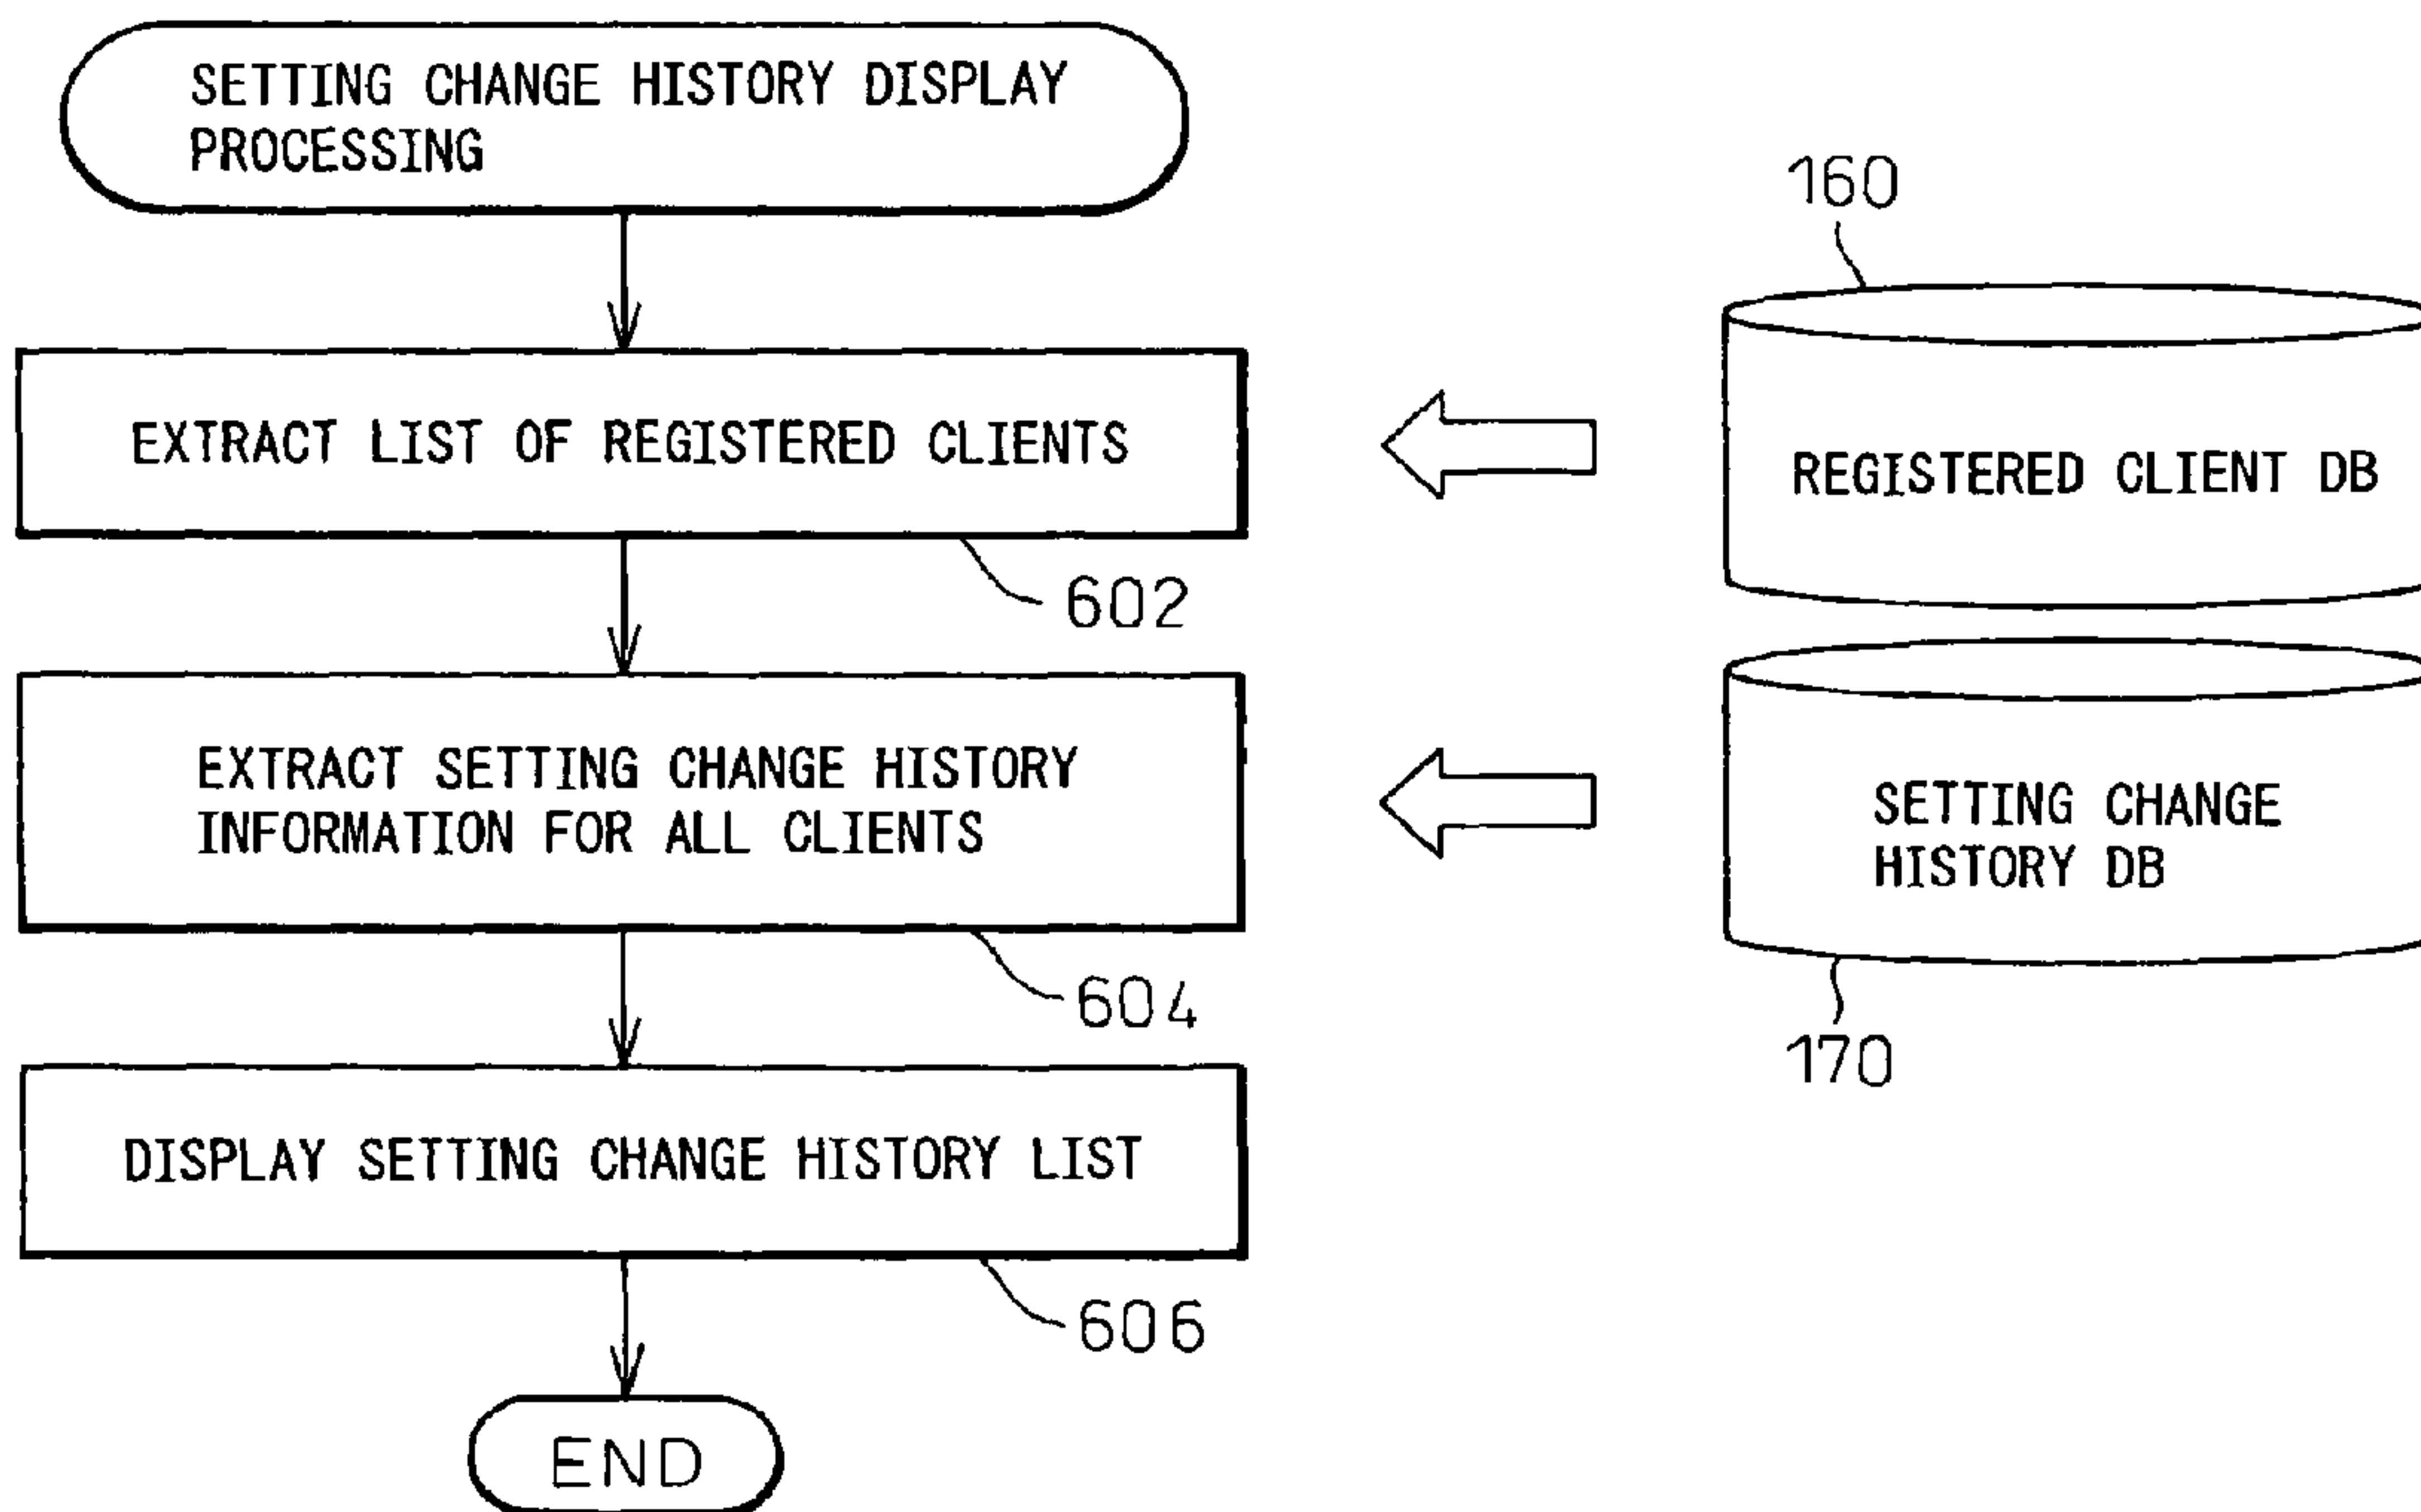 SETTING CHANGE HISTORY DISPLAY
PROCESSING
160
EXTRACT LIST OF REGISTERED CLIENTS
REGISTERED CLIENT DB
602
EXTRACT SETTING CHANGE HISTORY
INFORMATION FOR ALL CLIENTS
SETTING CHANGE
HISTORY DB
604
170
DISPLAY SETTING CHANGE HISTORY LIST
606
END